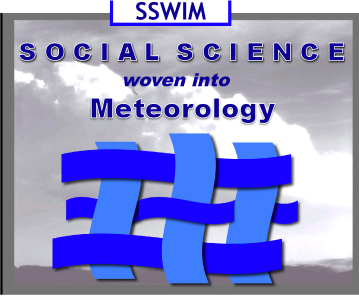 SSWIM
SOCIAL SCIENCE
woven into
Meteorology